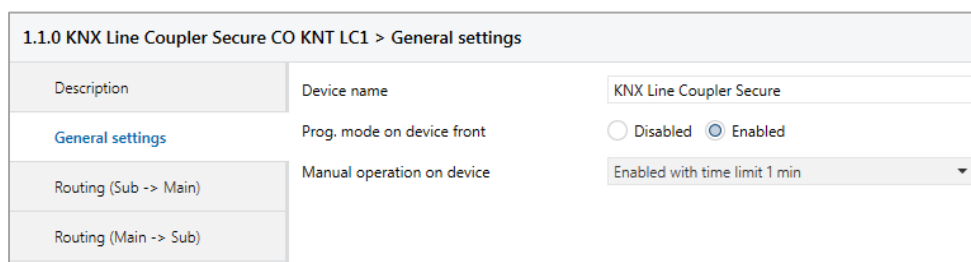 1.1.0 KNX Line Coupler Secure CO KNT LC1 > General settings
Description
General settings
Routing (Sub -> Main)
Routing (Main -> Sub)
Device name KNX Line Coupler Secure
Prog. mode on device front Disabled Enabled
Manual operation on device Enabled with time limit 1 min